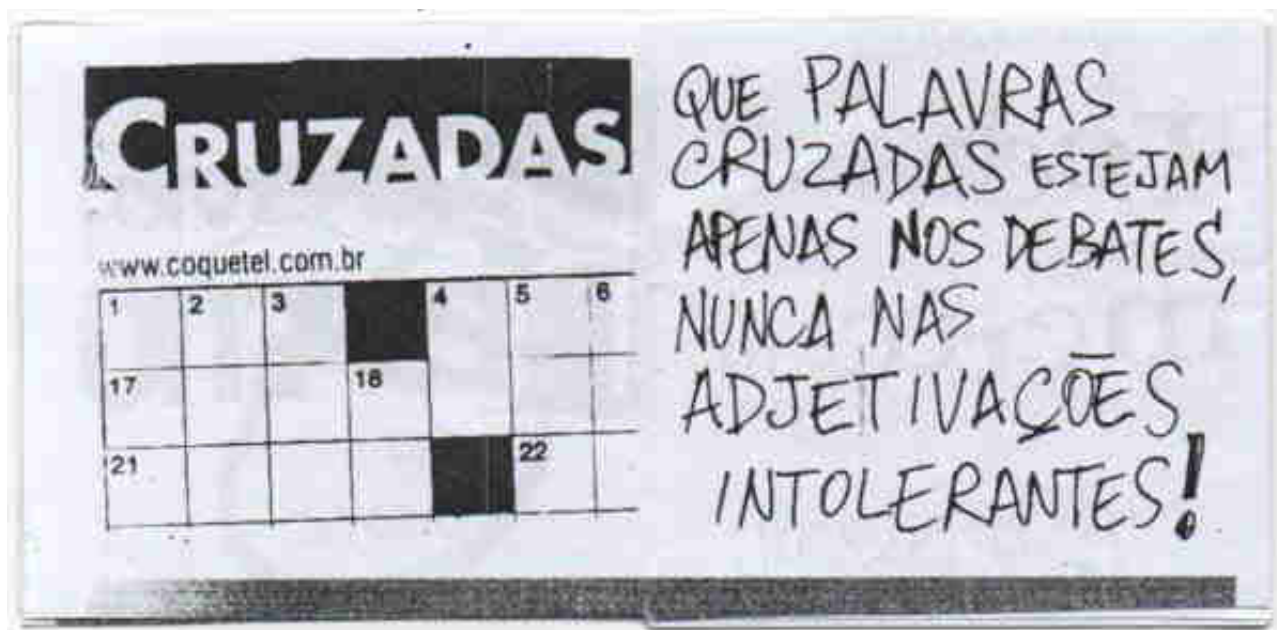 CRUZADAS
www.coquetel.com.br
1 2 3 4 5 6
17 18
21 22
QUE PALAVRAS
CRUZADAS ESTEJAM
APENAS NOS DEBATES,
NUNCA NAS
ADJETIVAÇÕES
INTOLERANTES!